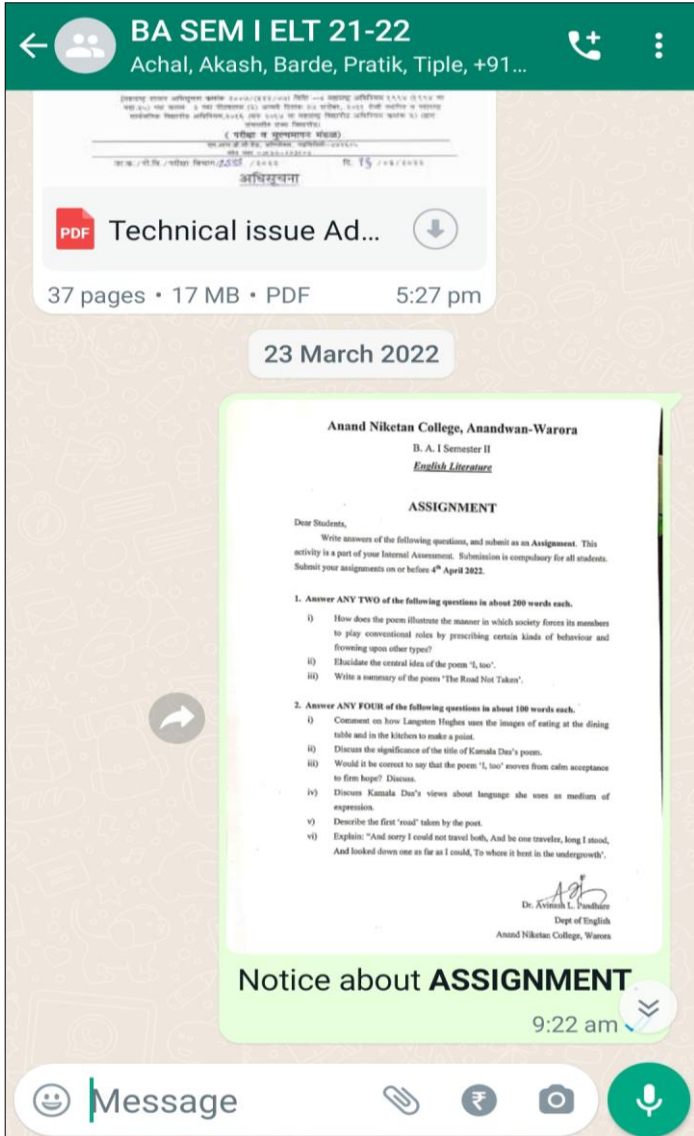 BA SEM I ELT 21-22
Achal, Akash, Barde, Pratik, Tiple, +91...
( परीक्षा व मूल्यमापन मंडळ)
अधिसूचना
PDF Technical issue Ad...
37 pages • 17 MB • PDF 5:27 pm
23 March 2022
Anand Niketan College, Anandwan-Warora
B. A. I Semester II
English Literature
ASSIGNMENT
Dear Students,
Write answers of the following questions, and submit as an Assignment. This
activity is a part of your Internal Assessment. Submission is compulsory for all students.
Submit your assignments on or before 4th April 2022.
1. Answer ANY TWO of the following questions in about 200 words each.
i) How does the poem illustrate the manner in which society forces its members
to play conventional roles by prescribing certain kinds of behaviour and
frowning upon other types?
ii) Elucidate the central idea of the poem 'I, too'.
iii) Write a summary of the poem 'The Road Not Taken'.
2. Answer ANY FOUR of the following questions in about 100 words each.
i) Comment on how Langston Hughes uses the images of eating at the dining
table and in the kitchen to make a point.
ii) Discuss the significance of the title of Kamala Das's poem.
iii) Would it be correct to say that the poem 'I, too' moves from calm acceptance
to firm hope? Discuss.
iv) Discuss Kamala Das's views about language she uses as medium of
expression.
v) Describe the first 'road' taken by the poet.
vi) Explain: "And sorry I could not travel both, And be one traveler, long I stood,
And looked down one as far as I could, To where it bent in the undergrowth'.
Dr. Avinash L. Pandhare
Dept of English
Anand Niketan College, Warora
Notice about ASSIGNMENT
9:22 am
Message